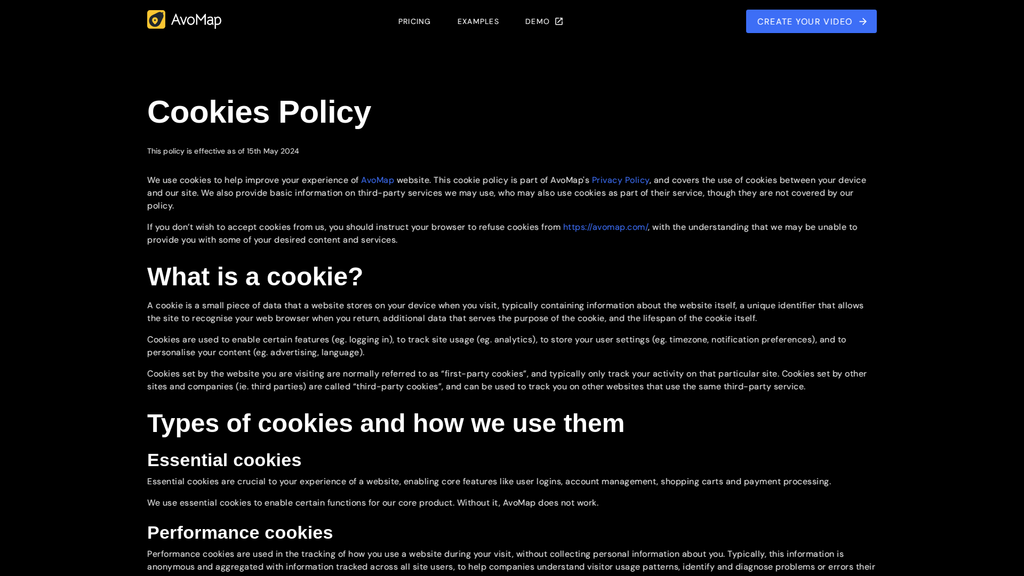 AvoMap
PRICING
EXAMPLES
DEMO
CREATE YOUR VIDEO
Cookies Policy
This policy is effective as of 15th May 2024
We use cookies to help improve your experience of AvoMap website. This cookie policy is part of AvoMap's Privacy Policy, and covers the use of cookies between your device
and our site. We also provide basic information on third-party services we may use, who may also use cookies as part of their service, though they are not covered by our
policy.
If you don't wish to accept cookies from us, you should instruct your browser to refuse cookies from https://avomap.com/, with the understanding that we may be unable to
provide you with some of your desired content and services.
What is a cookie?
A cookie is a small piece of data that a website stores on your device when you visit, typically containing information about the website itself, a unique identifier that allows
the site to recognise your web browser when you return, additional data that serves the purpose of the cookie, and the lifespan of the cookie itself.
Cookies are used to enable certain features (eg. logging in), to track site usage (eg. analytics), to store your user settings (eg. timezone, notification preferences), and to
personalise your content (eg. advertising, language).
Cookies set by the website you are visiting are normally referred to as “first-party cookies”, and typically only track your activity on that particular site. Cookies set by other
sites and companies (ie. third parties) are called “third-party cookies”, and can be used to track you on other websites that use the same third-party service.
Types of cookies and how we use them
Essential cookies
Essential cookies are crucial to your experience of a website, enabling core features like user logins, account management, shopping carts and payment processing.
We use essential cookies to enable certain functions for our core product. Without it, AvoMap does not work.
Performance cookies
Performance cookies are used in the tracking of how you use a website during your visit, without collecting personal information about you. Typically, this information is
anonymous and aggregated with information tracked across all site users, to help companies understand visitor usage patterns, identify and diagnose problems or errors their